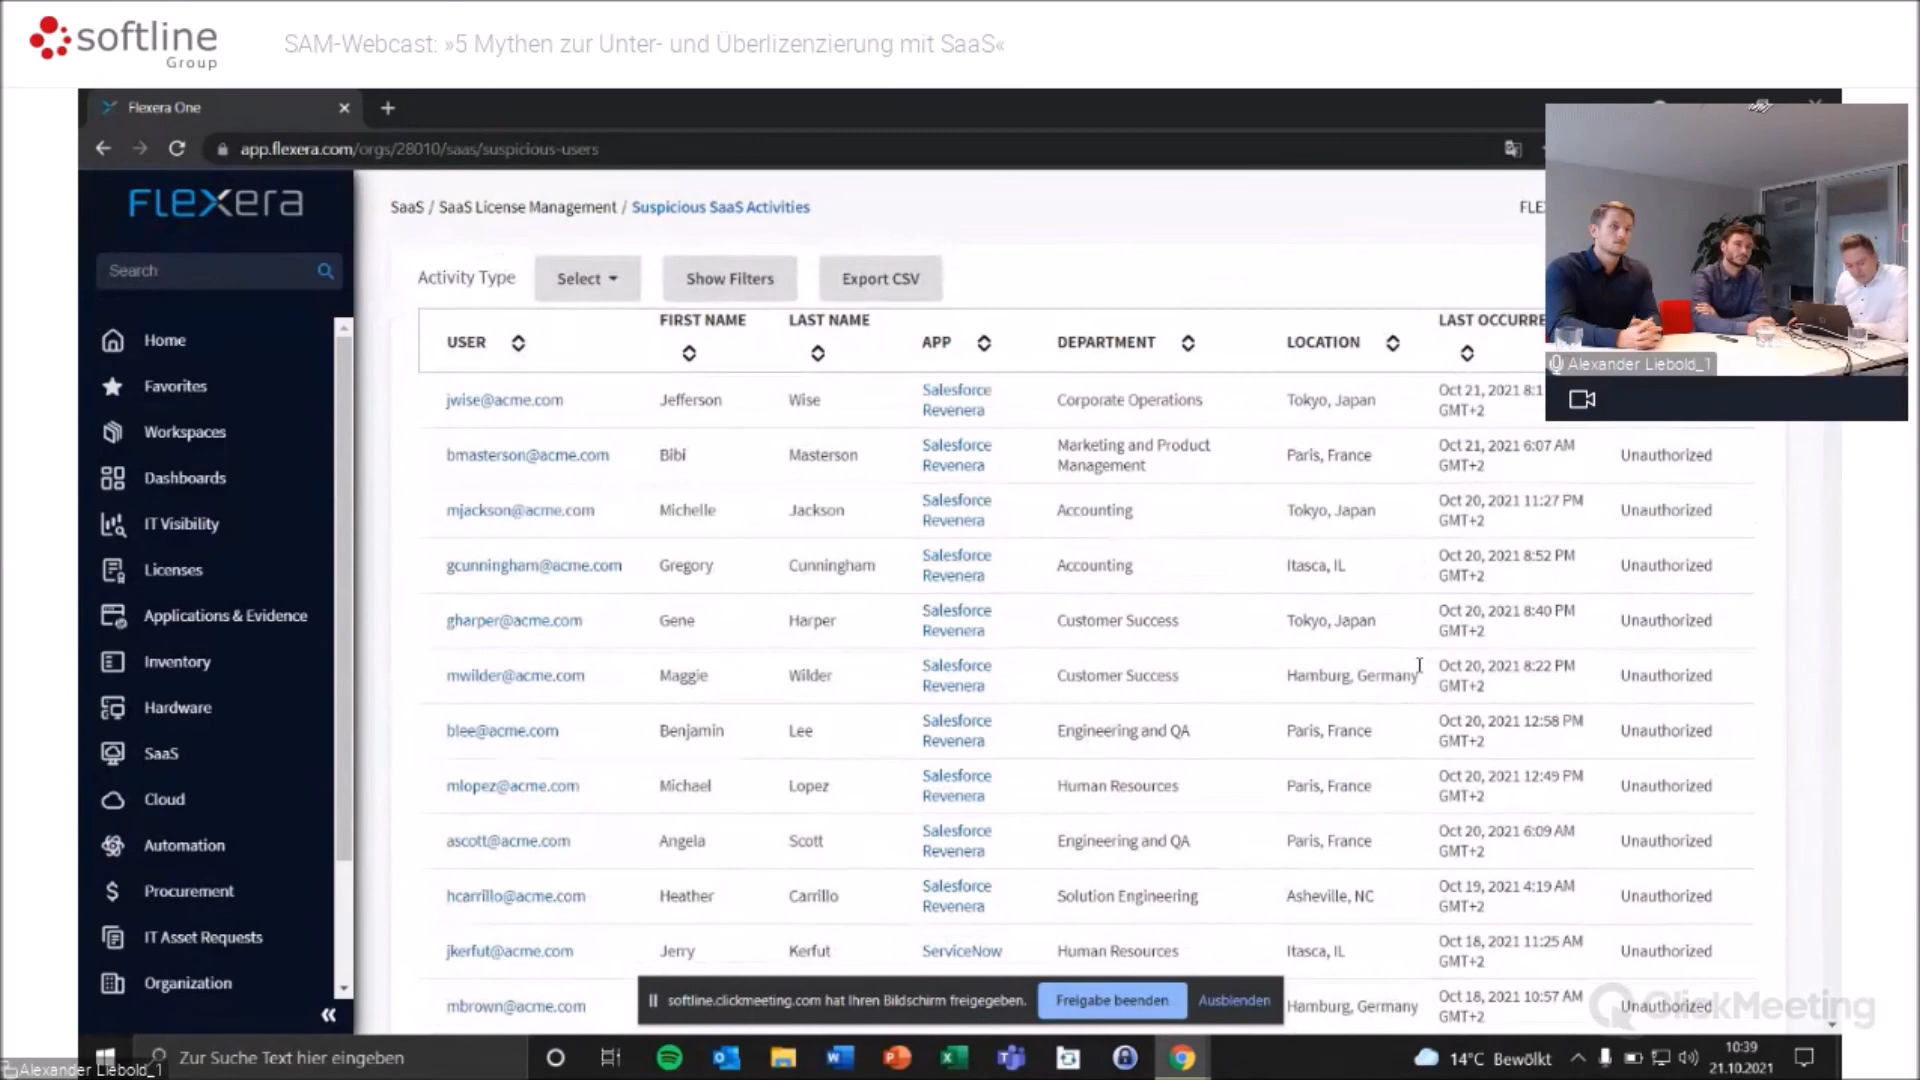 softline
Group
SAM-Webcast: »5 Mythen zur Unter- und Überlizenzierung mit SaaS«
Flexera One
app.flexera.com/orgs/28010/saas/suspicious-users
FLEXera
Search
Home
Favorites
Workspaces
Dashboards
IT Visibility
Licenses
Applications & Evidence
Inventory
Hardware
SaaS
Cloud
Automation
Procurement
IT Asset Requests
Organization
SaaS / SaaS License Management / Suspicious SaaS Activities
FLE
Activity Type Select Show Filters Export CSV
USER FIRST NAME LAST NAME APP DEPARTMENT LOCATION LAST OCCURRE
jwise@acme.com Jefferson Wise Salesforce Revenera Corporate Operations Tokyo, Japan Oct 21, 2021 8:1 GMT+2
bmasterson@acme.com Bibi Masterson Salesforce Revenera Marketing and Product Management Paris, France Oct 21, 2021 6:07 AM GMT+2 Unauthorized
mjackson@acme.com Michelle Jackson Salesforce Revenera Accounting Tokyo, Japan Oct 20, 2021 11:27 PM GMT+2 Unauthorized
gcunningham@acme.com Gregory Cunningham Salesforce Revenera Accounting Itasca, IL Oct 20, 2021 8:52 PM GMT+2 Unauthorized
gharper@acme.com Gene Harper Salesforce Revenera Customer Success Tokyo, Japan Oct 20, 2021 8:40 PM GMT+2 Unauthorized
mwilder@acme.com Maggie Wilder Salesforce Revenera Customer Success Hamburg, Germany Oct 20, 2021 8:22 PM GMT+2 Unauthorized
blee@acme.com Benjamin Lee Salesforce Revenera Engineering and QA Paris, France Oct 20, 2021 12:58 PM GMT+2 Unauthorized
mlopez@acme.com Michael Lopez Salesforce Revenera Human Resources Paris, France Oct 20, 2021 12:49 PM GMT+2 Unauthorized
ascott@acme.com Angela Scott Salesforce Revenera Engineering and QA Paris, France Oct 20, 2021 6:09 AM GMT+2 Unauthorized
hcarrillo@acme.com Heather Carrillo Salesforce Revenera Solution Engineering Asheville, NC Oct 19, 2021 4:19 AM GMT+2 Unauthorized
jkerfut@acme.com Jerry Kerfut ServiceNow Human Resources Itasca, IL Oct 18, 2021 11:25 AM GMT+2 Unauthorized
mbrown@acme.com Hamburg, Germany Oct 18, 2021 10:57 AM GMT+2 Unauthorized
softline.clickmeeting.com hat Ihren Bildschirm freigegeben. Freigabe beenden Ausblenden
Alexander Liebold_1
ClickMeeting
Zur Suche Text hier eingeben
14°C Bewölkt
10:39
21.10.2021
Alexander Liebold_1